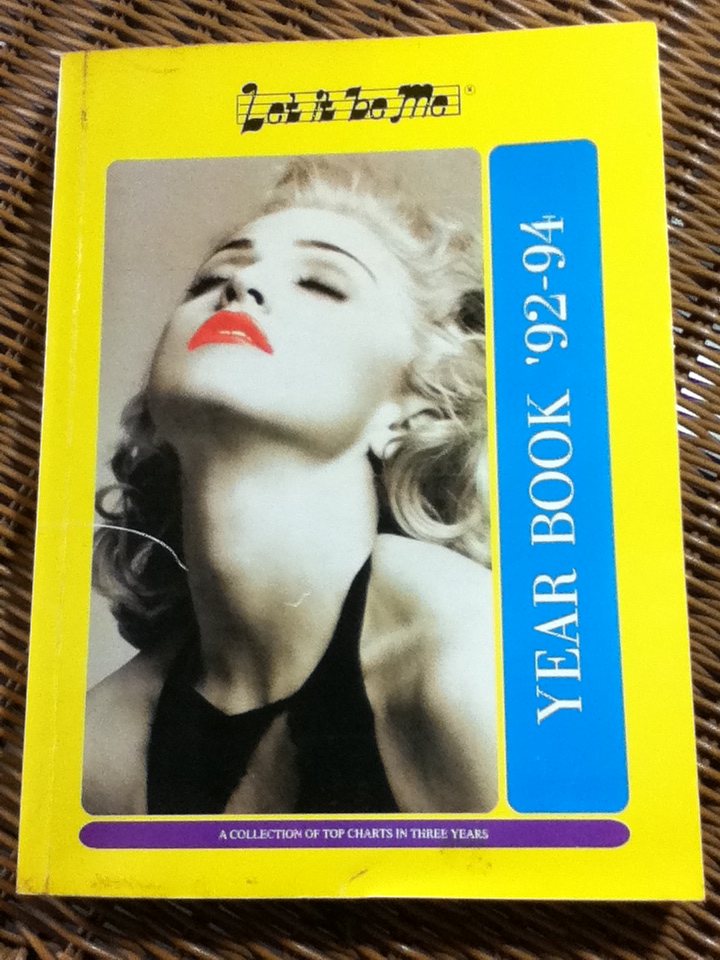 Let it be Me ®
YEAR BOOK '92-94
A COLLECTION OF TOP CHARTS IN THREE YEARS